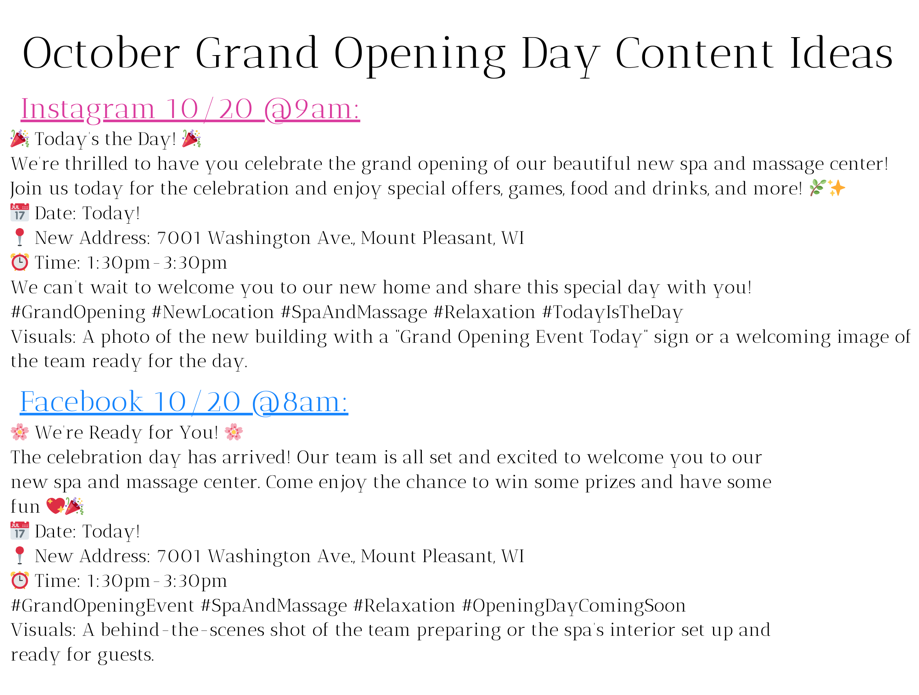 October Grand Opening Day Content Ideas
Instagram 10/20 @9am:
🎉 Today's the Day! 🎉
We're thrilled to have you celebrate the grand opening of our beautiful new spa and massage center!
Join us today for the celebration and enjoy special offers, games, food and drinks, and more! 🌿✨
📅 Date: Today!
📍 New Address: 7001 Washington Ave., Mount Pleasant, WI
⏰ Time: 1:30pm-3:30pm
We can't wait to welcome you to our new home and share this special day with you!
#GrandOpening #NewLocation #SpaAndMassage #Relaxation #TodayIsTheDay
Visuals: A photo of the new building with a "Grand Opening Event Today" sign or a welcoming image of
the team ready for the day.
Facebook 10/20 @8am:
🌸 We're Ready for You! 🌸
The celebration day has arrived! Our team is all set and excited to welcome you to our
new spa and massage center. Come enjoy the chance to win some prizes and have some
fun 💖🎉
📅 Date: Today!
📍 New Address: 7001 Washington Ave., Mount Pleasant, WI
⏰ Time: 1:30pm-3:30pm
#GrandOpeningEvent #SpaAndMassage #Relaxation #OpeningDayComingSoon
Visuals: A behind-the-scenes shot of the team preparing or the spa's interior set up and
ready for guests.